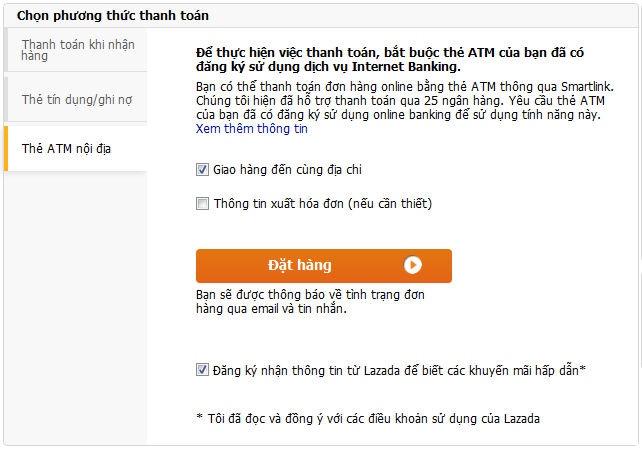 Chọn phương thức thanh toán
Thanh toán khi nhận
hàng
Thẻ tín dụng/ghi nợ
Thẻ ATM nội địa
Để thực hiện việc thanh toán, bắt buộc thẻ ATM của bạn đã có
đăng ký sử dụng dịch vụ Internet Banking.
Bạn có thể thanh toán đơn hàng online bằng thẻ ATM thông qua Smartlink.
Chúng tôi hiện đã hỗ trợ thanh toán qua 25 ngân hàng. Yêu cầu thẻ ATM
của bạn đã có đăng ký sử dụng online banking để sử dụng tính năng này.
Xem thêm thông tin
Giao hàng đến cùng địa chỉ
Thông tin xuất hóa đơn (nếu cần thiết)
Đặt hàng
Bạn sẽ được thông báo về tình trạng đơn
hàng qua email và tin nhắn.
Đăng ký nhận thông tin từ Lazada để biết các khuyến mãi hấp dẫn*
* Tôi đã đọc và đồng ý với các điều khoản sử dụng của Lazada